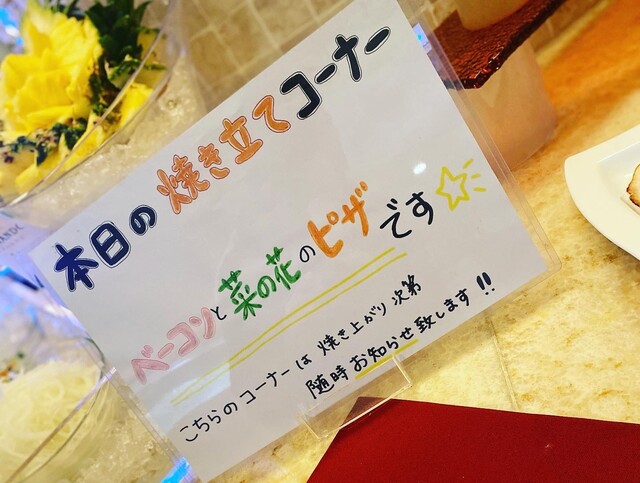 本日の焼き立てコーナー
ベーコンと菜の花のピザです
こちらのコーナーは焼き上がり次第
随時お知らせ致します!!